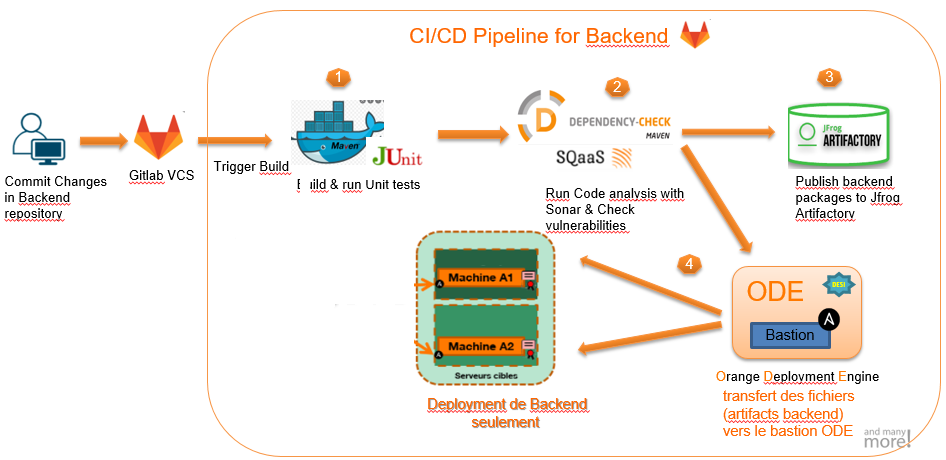 CI/CD Pipeline for Backend
1
2
3
Maven
JUnit
D
DEPENDENCY-CHECK
MAVEN
SQaaS
JFrog
ARTIFACTORY
Commit Changes
in Backend
repository
Gitlab VCS
Trigger Build
uild & run Unit tests
Run Code analysis with
Sonar & Check
vulnerabilities
Publish backend
packages to Jfrog
Artifactory
4
Machine A1
A
Machine A2
A
Serveurs cibles
Deployment de Backend
seulement
ODE
DESI
A
Bastion
Orange Deployment Engine
transfert des fichiers
(artifacts backend)
vers le bastion ODE
and many
more!